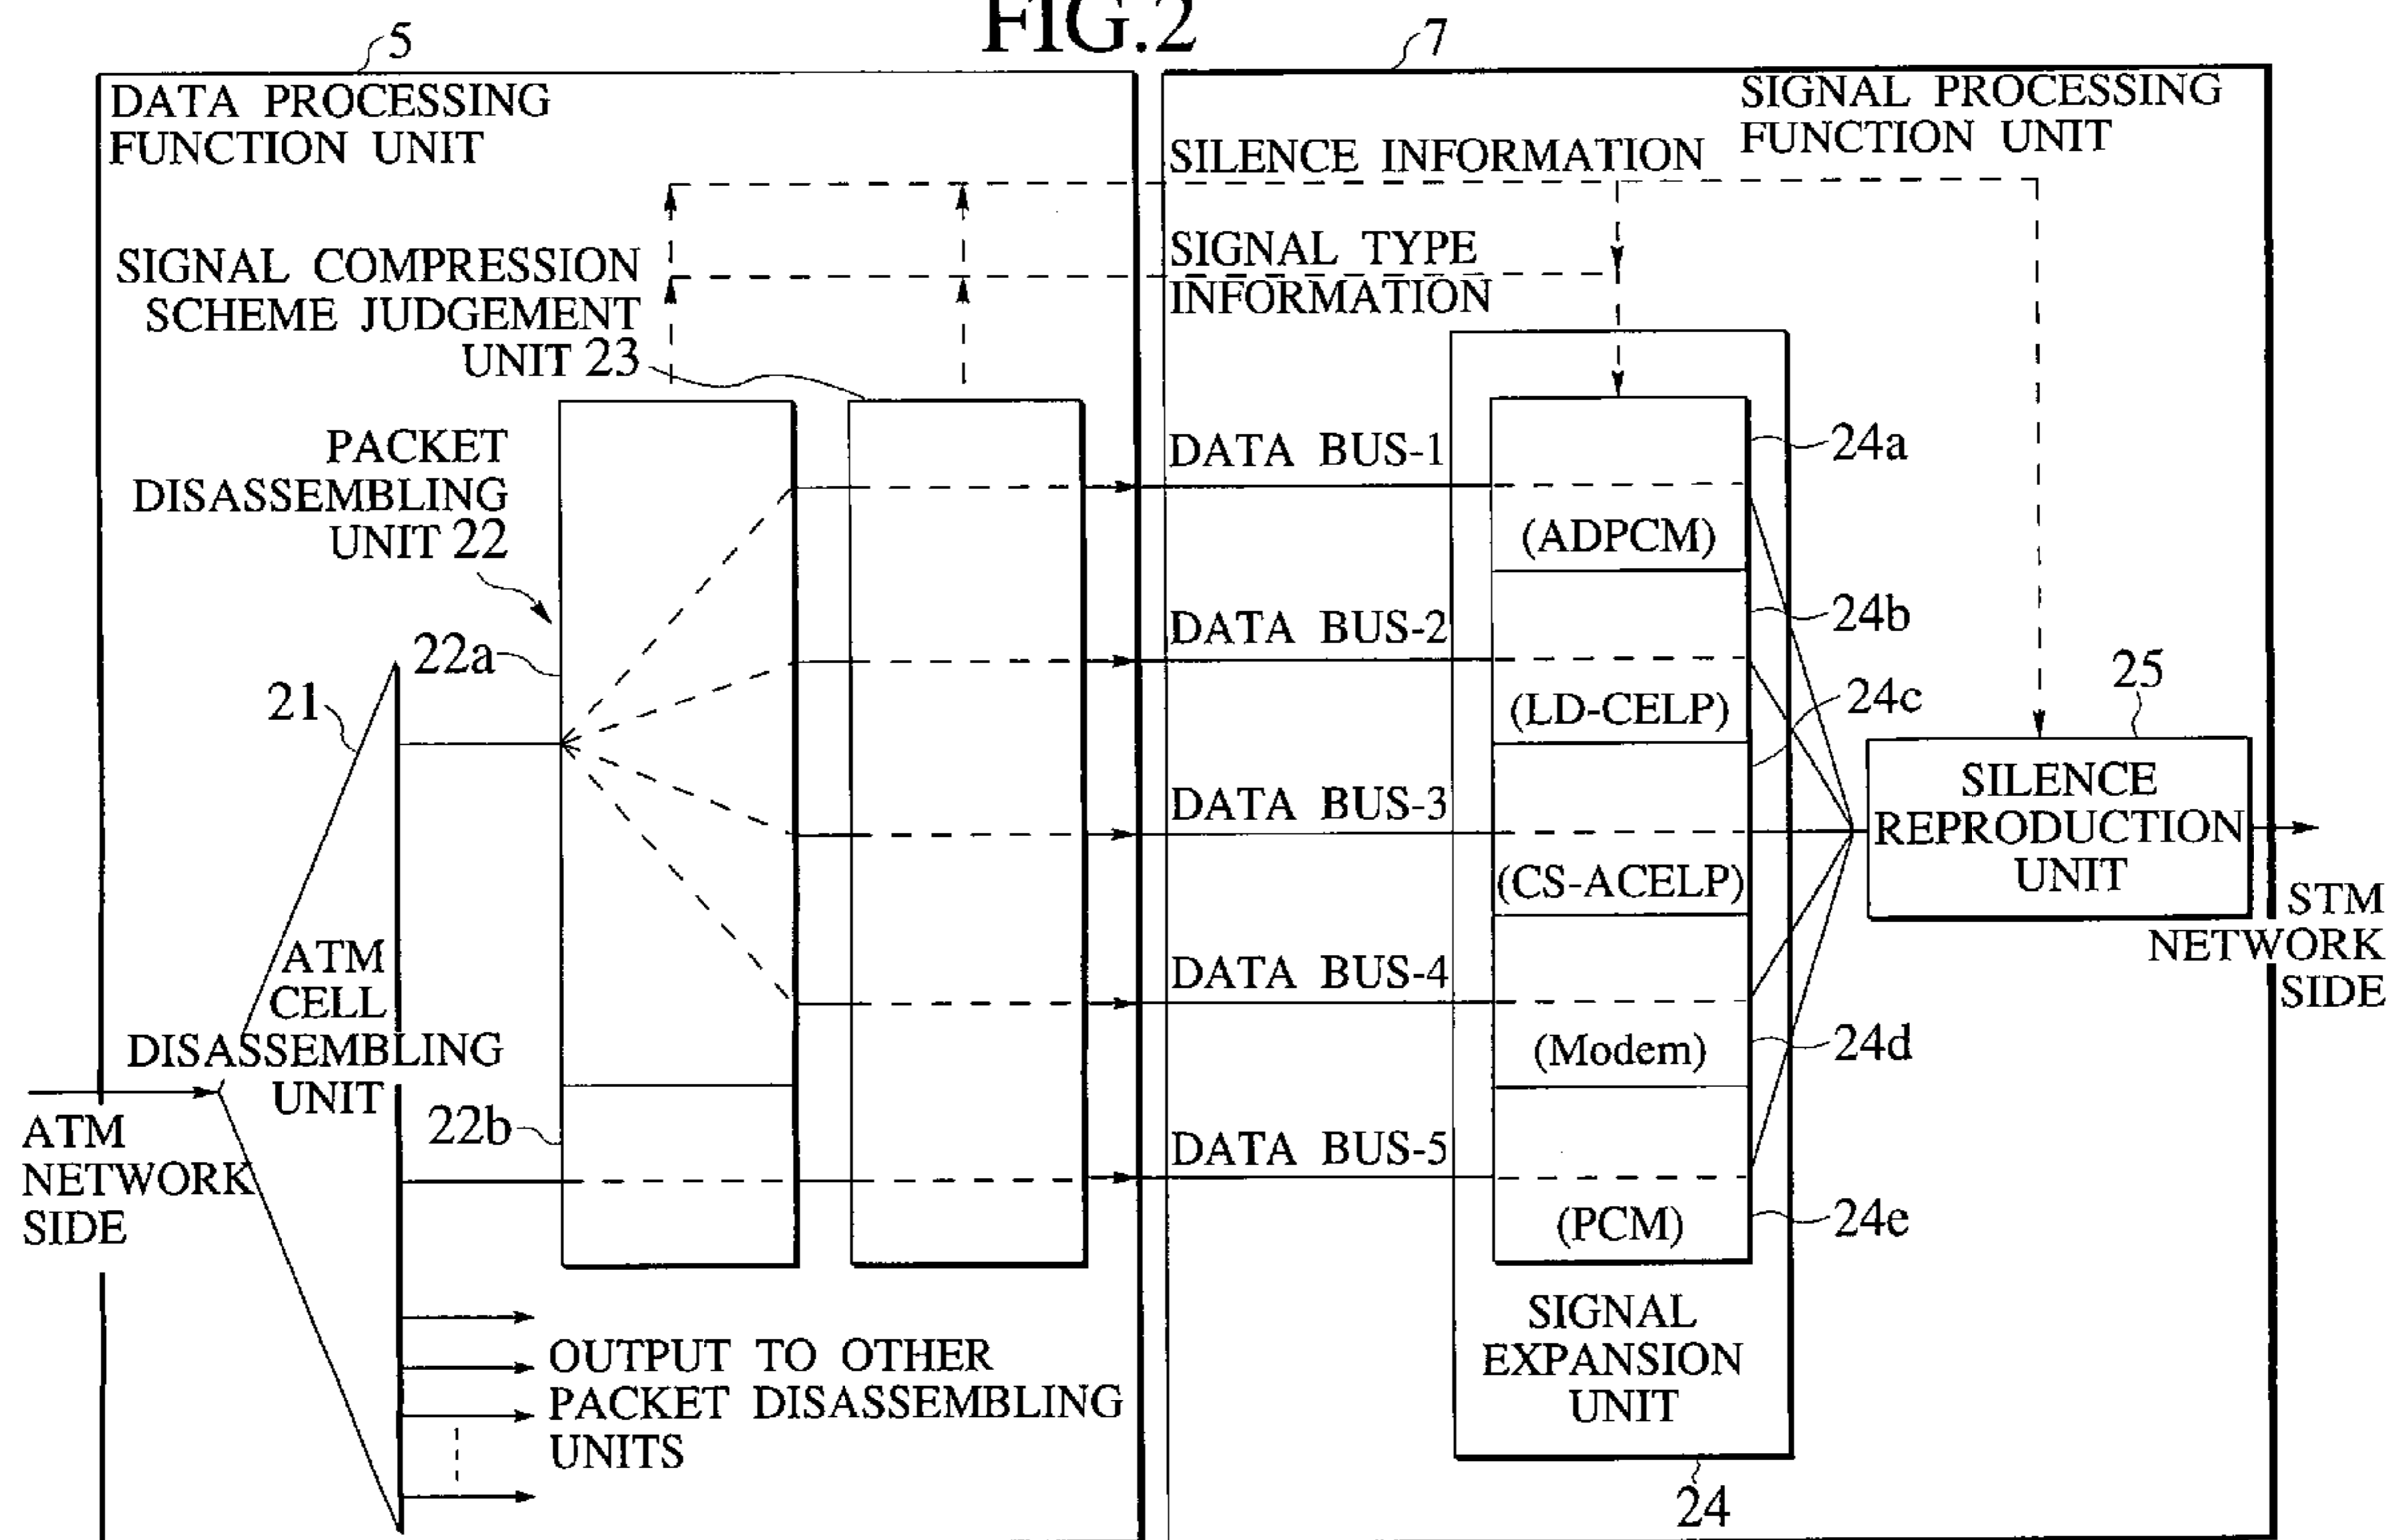 FIG.2
5
7
DATA PROCESSING
FUNCTION UNIT
SIGNAL PROCESSING
FUNCTION UNIT
SILENCE INFORMATION
SIGNAL TYPE
INFORMATION
SIGNAL COMPRESSION
SCHEME JUDGEMENT
UNIT 23
PACKET
DISASSEMBLING
UNIT 22
22a
21
ATM
CELL
DISASSEMBLING
UNIT
22b
ATM
NETWORK
SIDE
OUTPUT TO OTHER
PACKET DISASSEMBLING
UNITS
DATA BUS-1
DATA BUS-2
DATA BUS-3
DATA BUS-4
DATA BUS-5
(ADPCM)
(LD-CELP)
(CS-ACELP)
(Modem)
(PCM)
24a
24b
24c
24d
24e
SIGNAL
EXPANSION
UNIT
24
25
SILENCE
REPRODUCTION
UNIT
STM
NETWORK
SIDE